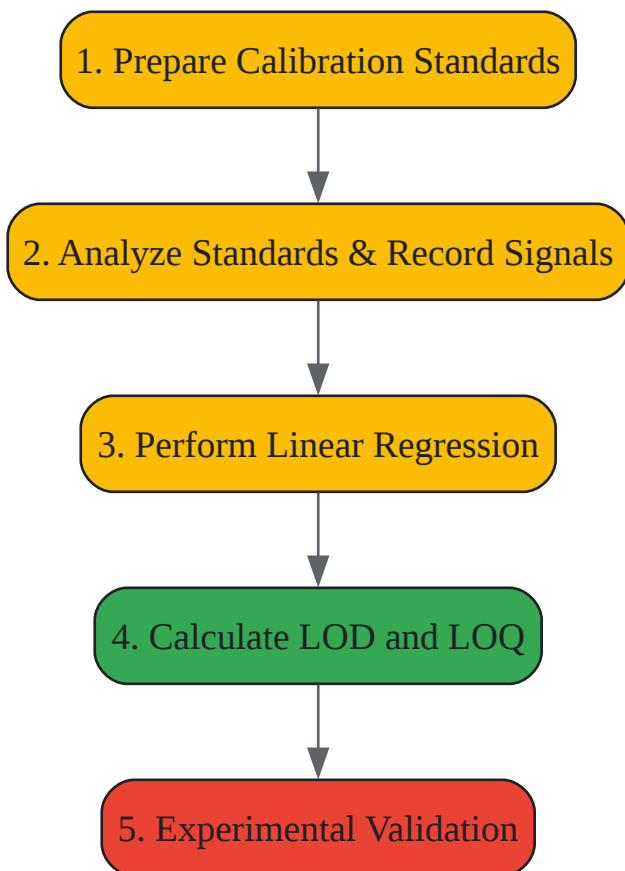 1. Prepare Calibration Standards
2. Analyze Standards & Record Signals
3. Perform Linear Regression
4. Calculate LOD and LOQ
5. Experimental Validation